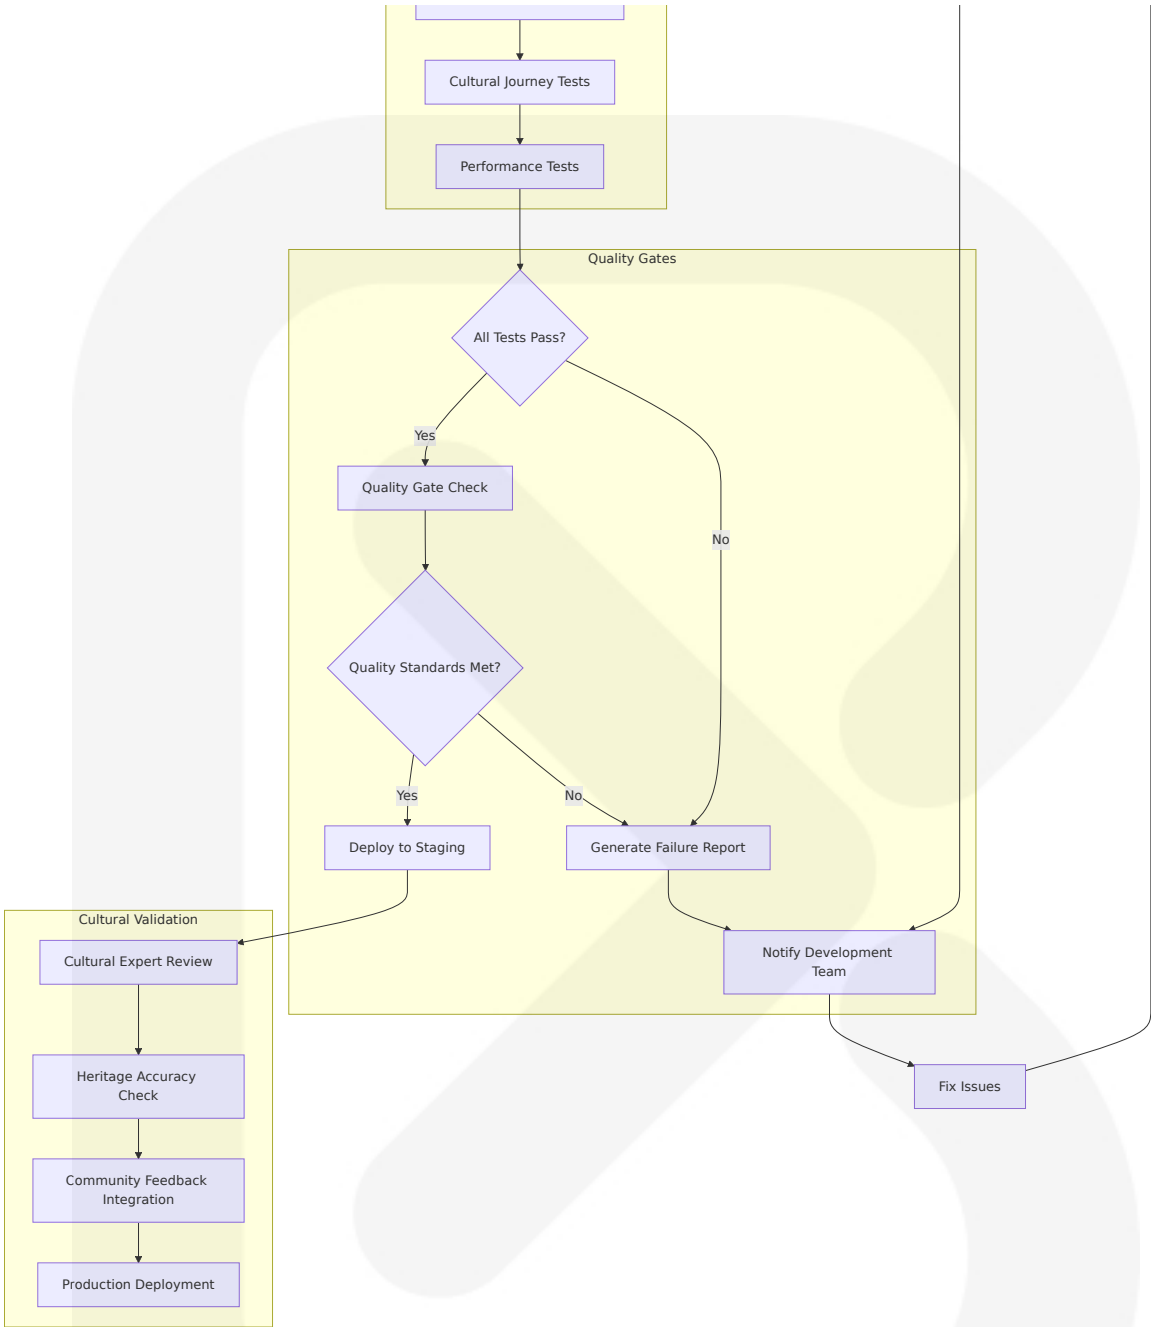 Cultural Journey Tests
Performance Tests
Quality Gates
All Tests Pass?
Yes
Quality Gate Check
No
Quality Standards Met?
Yes
No
Deploy to Staging
Generate Failure Report
Cultural Validation
Cultural Expert Review
Notify Development
Team
Heritage Accuracy
Check
Fix Issues
Community Feedback
Integration
Production Deployment